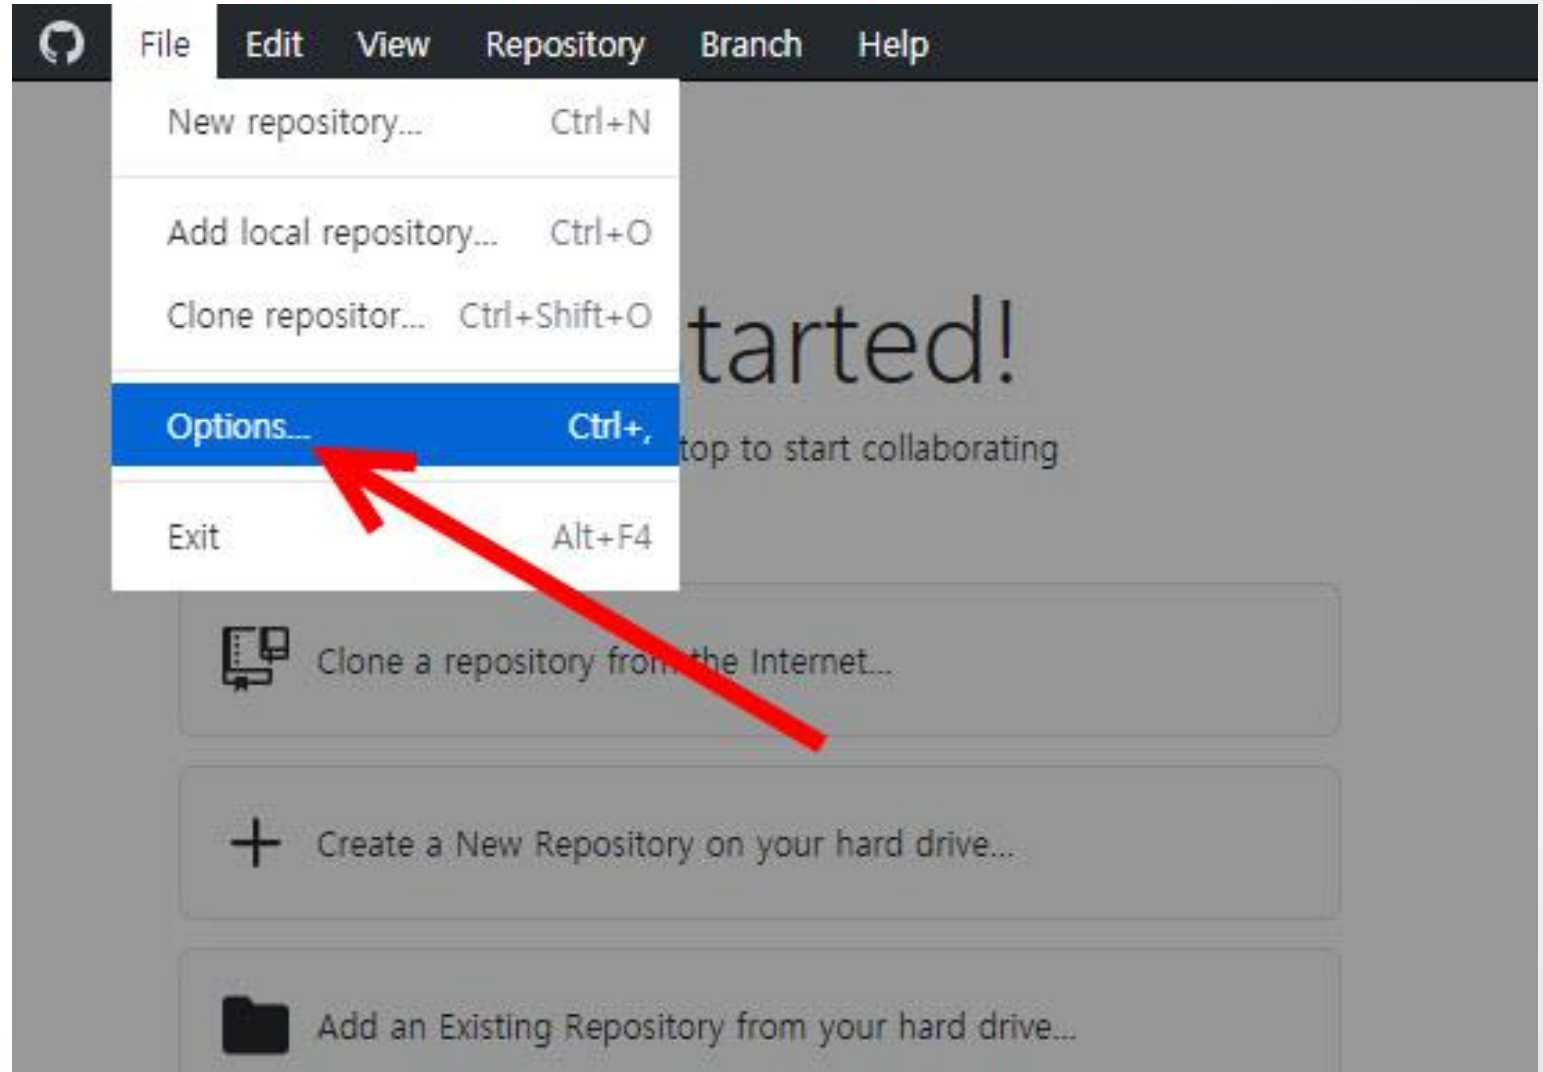 File Edit View Repository Branch Help
New repository... Ctrl+N
Add local repository... Ctrl+O
Clone repositor... Ctrl+Shift+O
tarted!
Options... Ctrl+,
top to start collaborating
Exit Alt+F4
Clone a repository from the Internet...
Create a New Repository on your hard drive...
Add an Existing Repository from your hard drive...